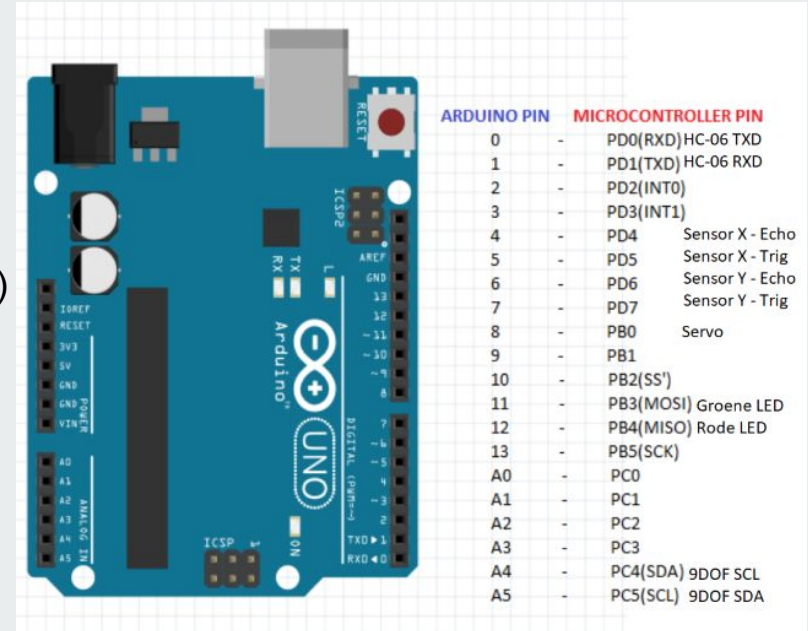 )
RESET
ICSP2
AREF
GND
13
12
~11
~10
~9
8
7
~6
~5
4
~3
2
TXD▶1
RXD◀0
DIGITAL (PWM=~)
L
TX
RX
Arduino™
UNO
ON
ICSP
1
IOREF
RESET
3V3
5V
GND
GND
VIN
POWER
A0
A1
A2
A3
A4
A5
ANALOG IN
ARDUINO PIN MICROCONTROLLER PIN
0 - PD0(RXD) HC-06 TXD
1 - PD1(TXD) HC-06 RXD
2 - PD2(INT0)
3 - PD3(INT1)
4 - PD4 Sensor X - Echo
5 - PD5 Sensor X - Trig
6 - PD6 Sensor Y - Echo
7 - PD7 Sensor Y - Trig
8 - PB0 Servo
9 - PB1
10 - PB2(SS')
11 - PB3(MOSI) Groene LED
12 - PB4(MISO) Rode LED
13 - PB5(SCK)
A0 - PC0
A1 - PC1
A2 - PC2
A3 - PC3
A4 - PC4(SDA) 9DOF SCL
A5 - PC5(SCL) 9DOF SDA